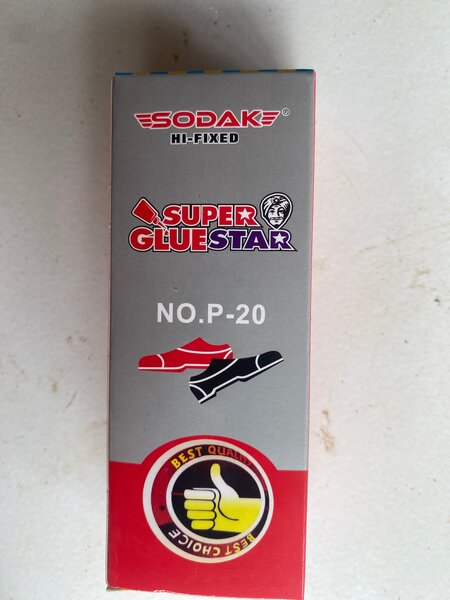 SODAK®
HI-FIXED
SUPER
GLUESTAR
NO.P-20
BEST QUALITY
BEST CHOICE